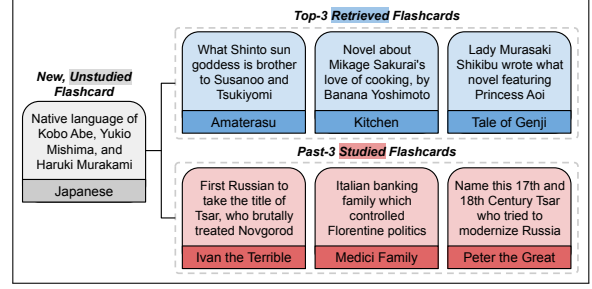 Top-3 Retrieved Flashcards
What Shinto sun
goddess is brother
to Susanoo and
Tsukiyomi
Amaterasu
Novel about
Mikage Sakurai's
love of cooking, by
Banana Yoshimoto
Kitchen
Lady Murasaki
Shikibu wrote what
novel featuring
Princess Aoi
Tale of Genji
New, Unstudied
Flashcard
Native language of
Kobo Abe, Yukio
Mishima, and
Haruki Murakami
Japanese
Past-3 Studied Flashcards
First Russian to
take the title of
Tsar, who brutally
treated Novgorod
Ivan the Terrible
Italian banking
family which
controlled
Florentine politics
Medici Family
Name this 17th and
18th Century Tsar
who tried to
modernize Russia
Peter the Great